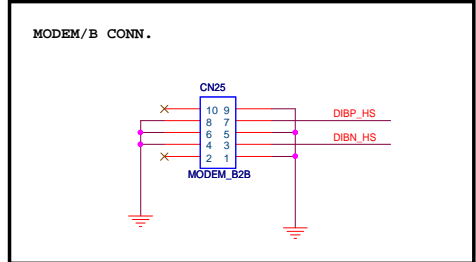 MODEM/B CONN.
CN25
10 9
8 7
6 5
4 3
2 1
DIBP_HS
DIBN_HS
MODEM_B2B